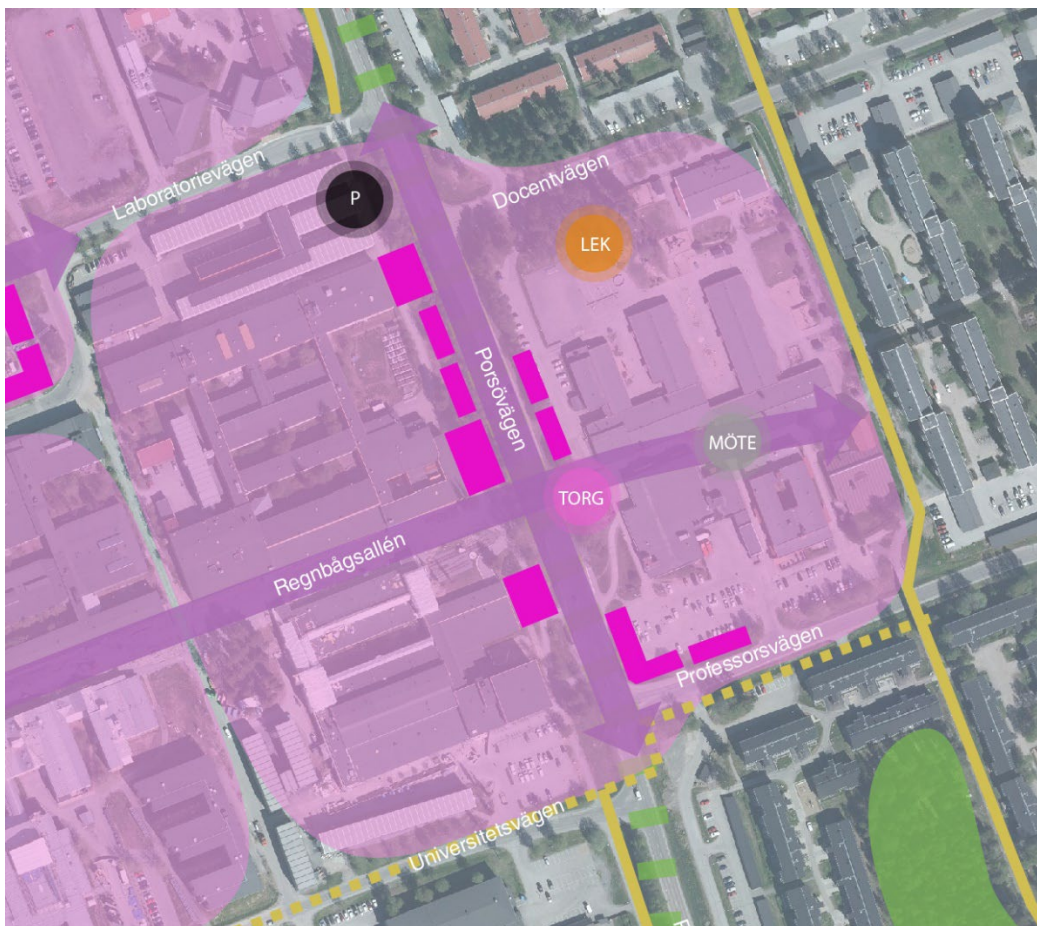 Laboratorievägen
P
Docentvägen
LEK
Porsövägen
MÖTE
TORG
Regnbågsallén
Professorsvägen
Universitetsvägen